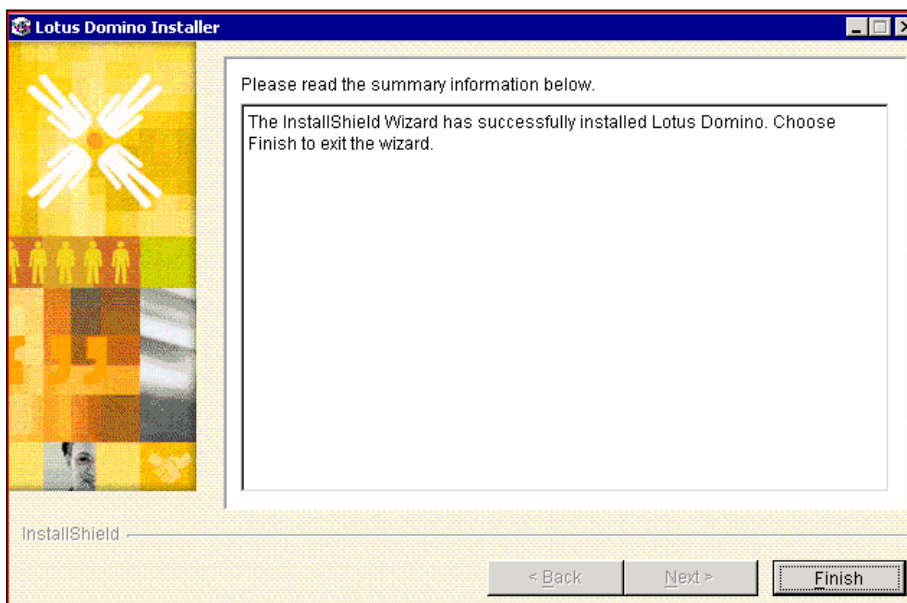 Lotus Domino Installer
Please read the summary information below.
The InstallShield Wizard has successfully installed Lotus Domino. Choose
Finish to exit the wizard.
InstallShield
< Back
Next >
Finish